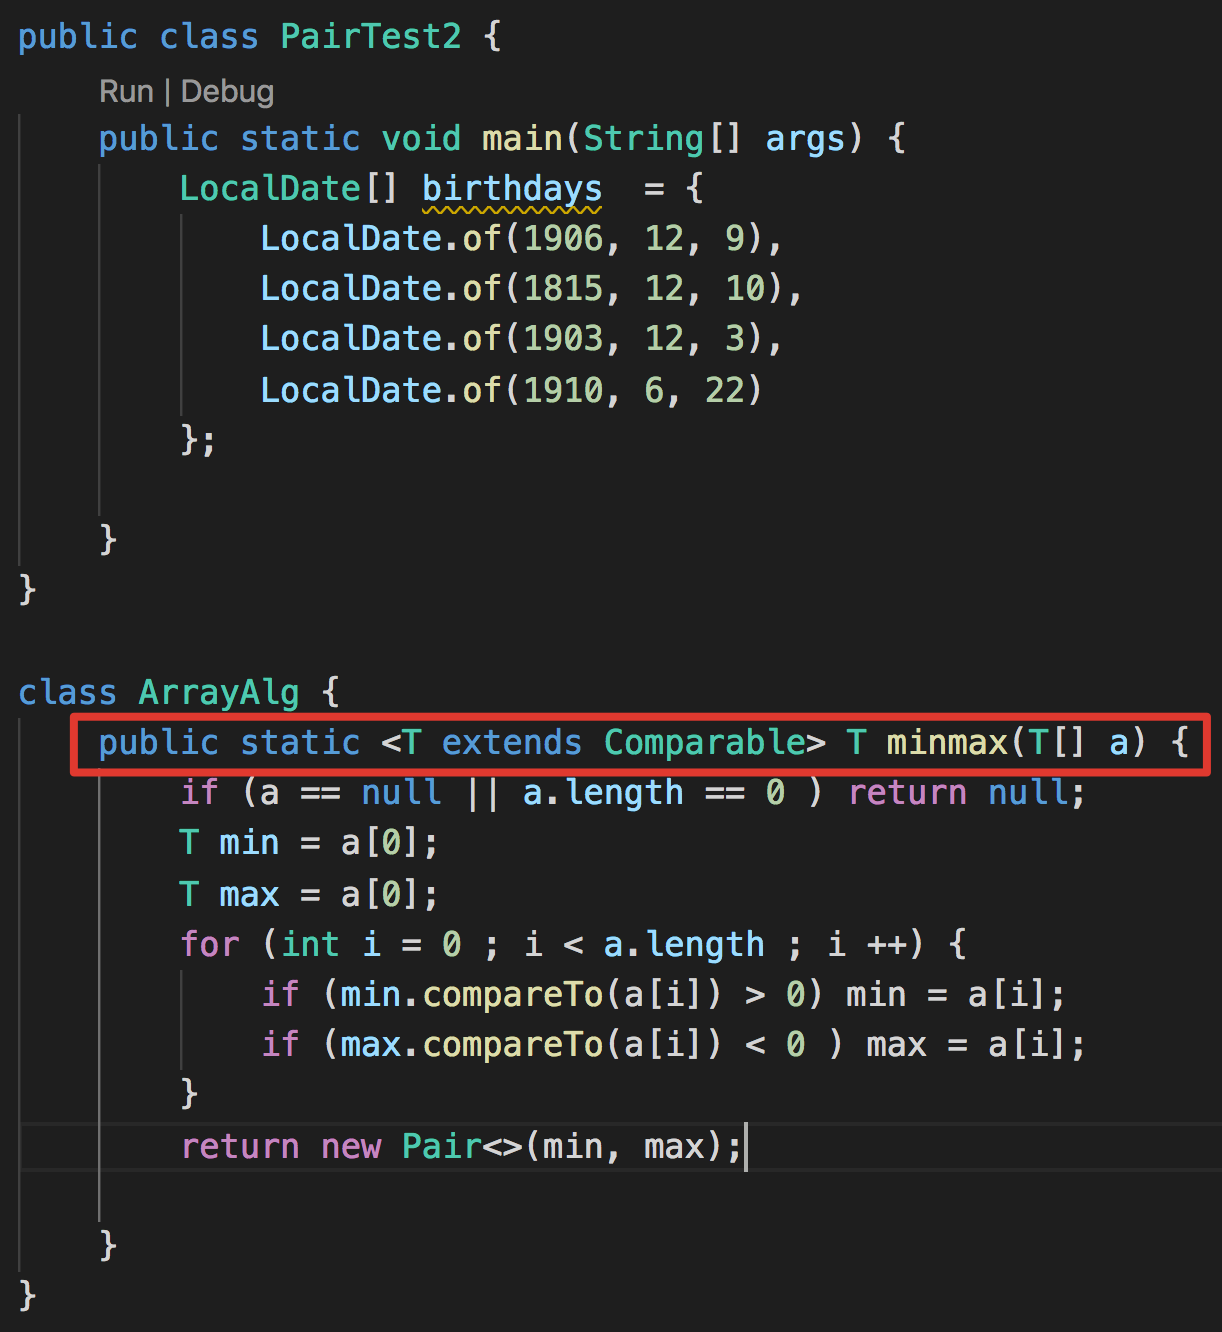 public class PairTest2 {
Run | Debug
public static void main(String[] args) {
LocalDate[] birthdays  = {
LocalDate.of(1906, 12, 9),
LocalDate.of(1815, 12, 10),
LocalDate.of(1903, 12, 3),
LocalDate.of(1910, 6, 22)
};
}
}
class ArrayAlg {
public static <T extends Comparable> T minmax(T[] a) {
if (a == null || a.length == 0 ) return null;
T min = a[0];
T max = a[0];
for (int i = 0 ; i < a.length ; i ++) {
if (min.compareTo(a[i]) > 0) min = a[i];
if (max.compareTo(a[i]) < 0 ) max = a[i];
}
return new Pair<>(min, max);
}
}